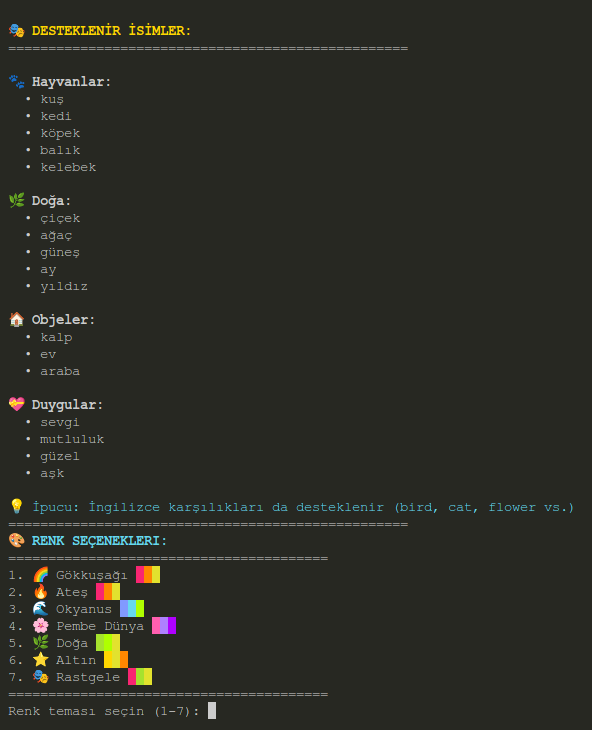 🎭 DESTEKLENİR İSİMLER:
==================================================
🐾 Hayvanlar:
• kuş
• kedi
• köpek
• balık
• kelebek
🌿 Doğa:
• çiçek
• ağaç
• güneş
• ay
• yıldız
🏠 Objeler:
• kalp
• ev
• araba
💝 Duygular:
• sevgi
• mutluluk
• güzel
• aşk
💡 İpucu: İngilizce karşılıkları da desteklenir (bird, cat, flower vs.)
==================================================
🎨 RENK SEÇENEKLERI:
========================================
1. 🌈 Gökkuşağı
2. 🔥 Ateş
3. 🌊 Okyanus
4. 🌸 Pembe Dünya
5. 🌿 Doğa
6. ⭐ Altın
7. 🎭 Rastgele
========================================
Renk teması seçin (1-7):